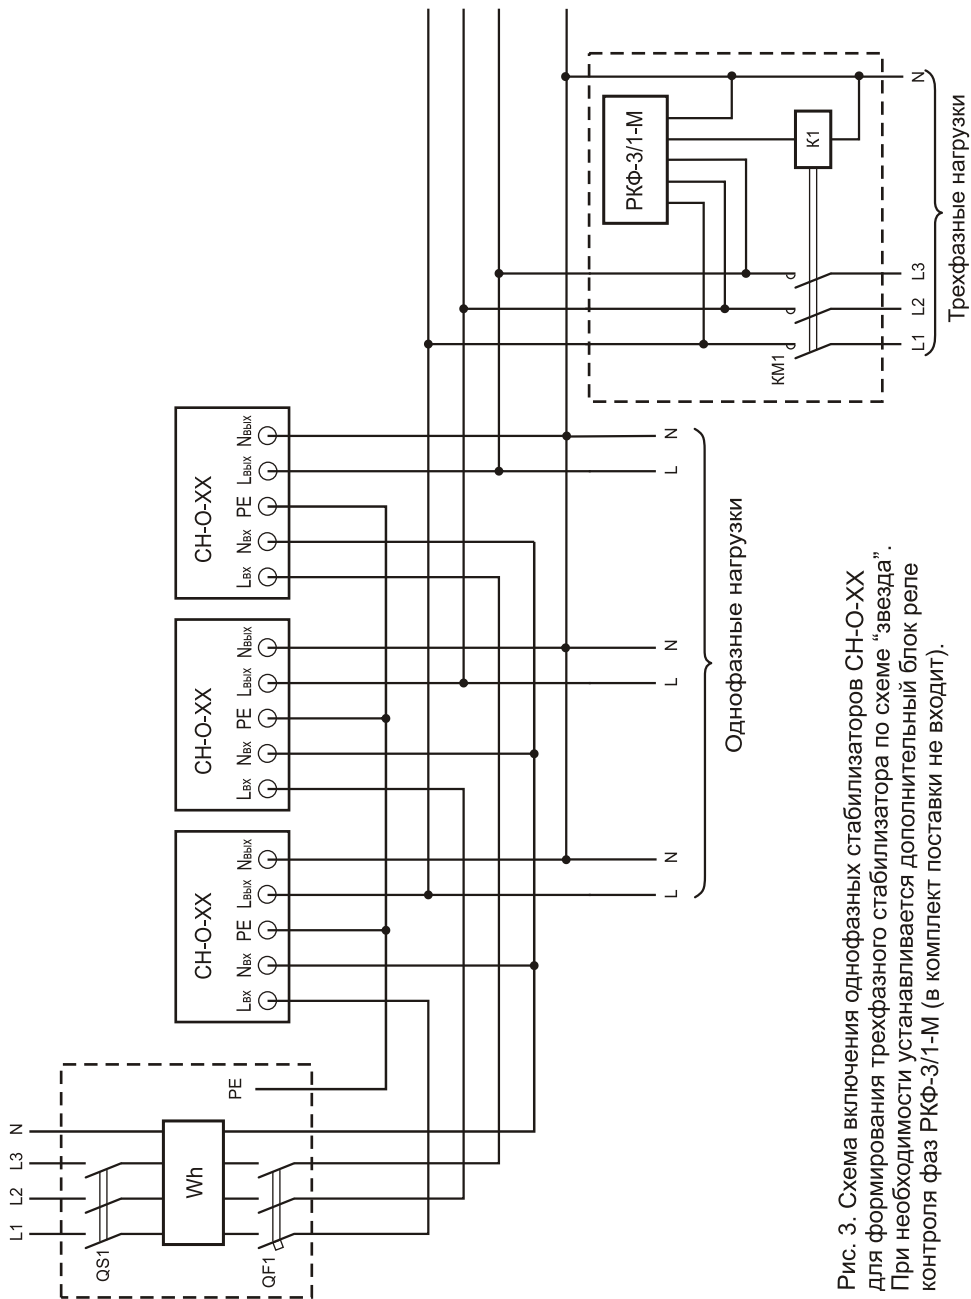 L1
L2
L3
N
QS1
Wh
QF1
PE
СН-О-ХХ
Lвх
Nвх
PE
Lвых
Nвых
СН-О-ХХ
Lвх
Nвх
PE
Lвых
Nвых
СН-О-ХХ
Lвх
Nвх
PE
Lвых
Nвых
L
N
L
N
L
N
Однофазные нагрузки
РКФ-3/1-М
К1
КМ1
L1
L2
L3
N
Трехфазные нагрузки
Рис. 3. Схема включения однофазных стабилизаторов СН-О-ХХ
для формирования трехфазного стабилизатора по схеме “звезда”.
При необходимости устанавливается дополнительный блок реле
контроля фаз РКФ-3/1-М (в комплект поставки не входит).